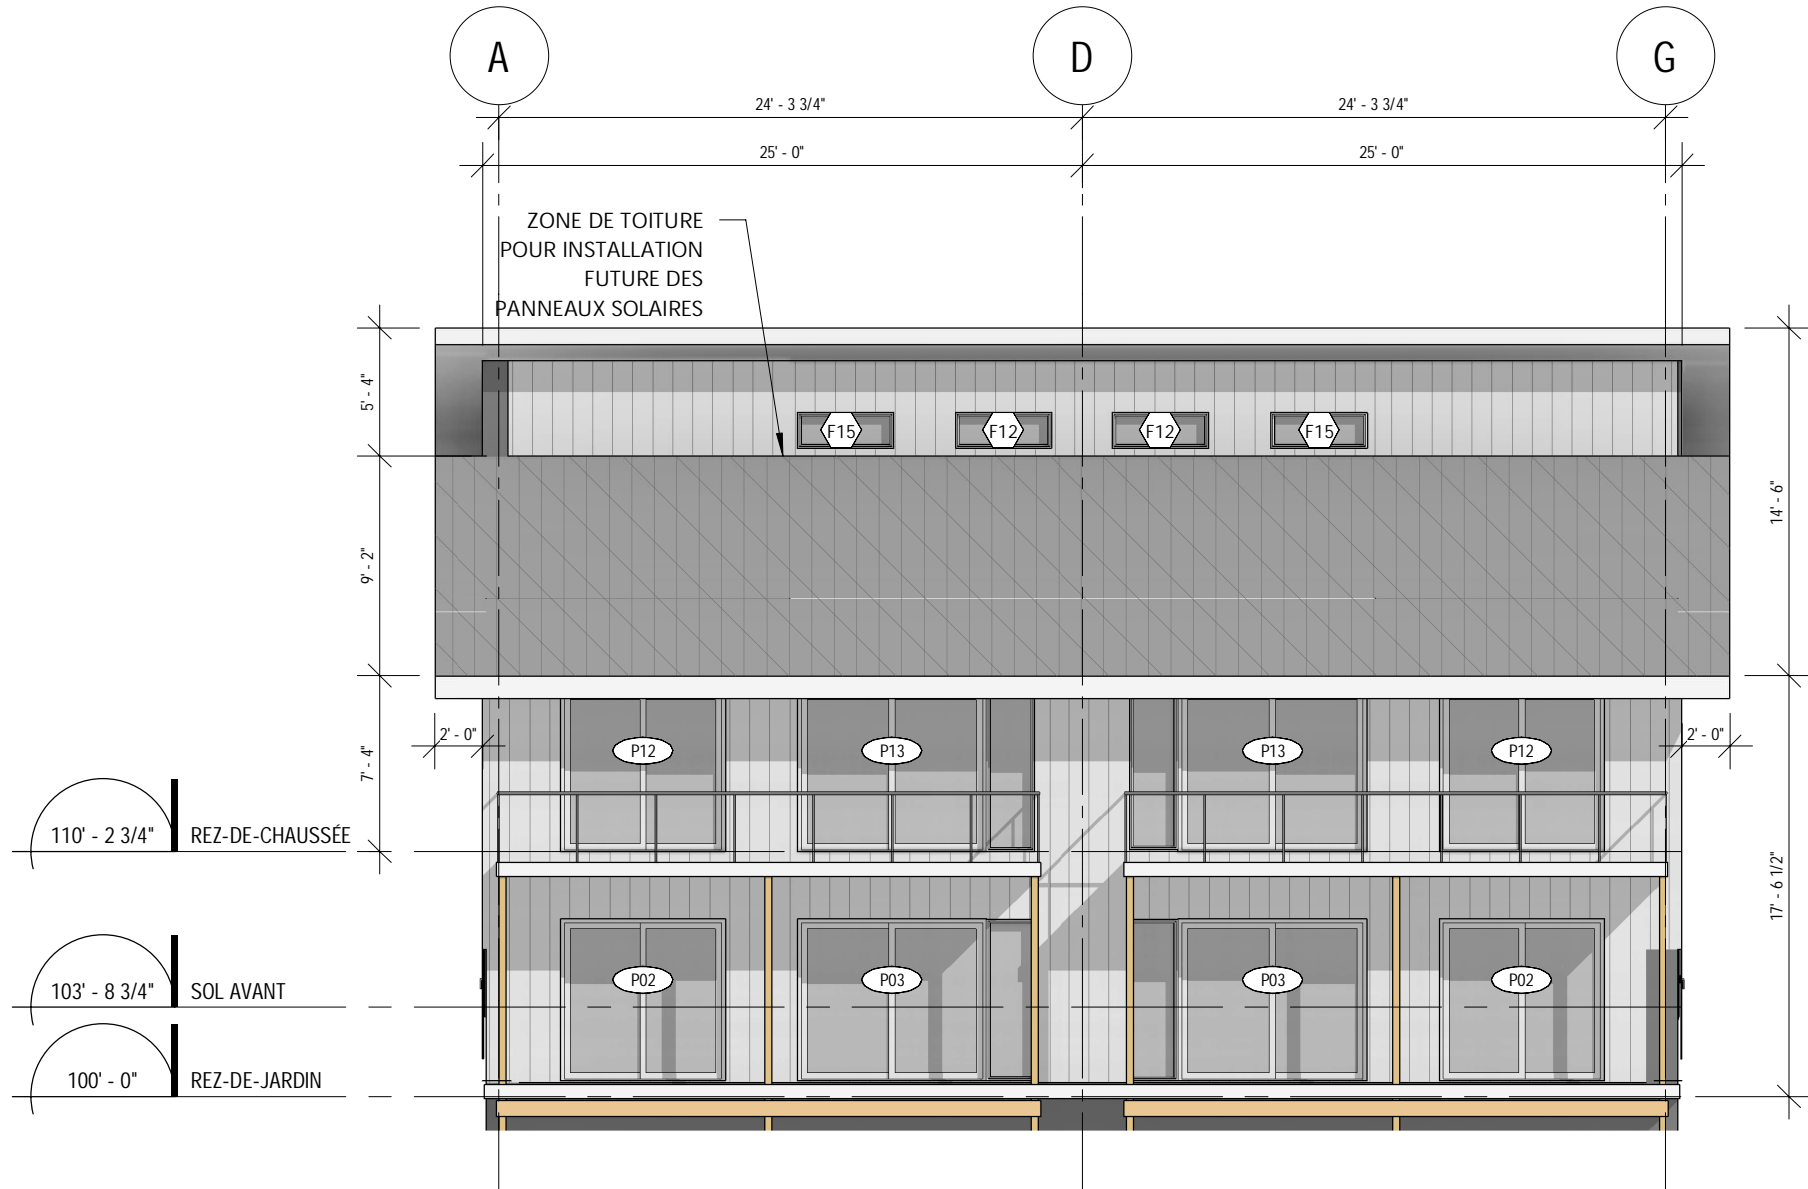 A
D
G
24' - 3 3/4"
24' - 3 3/4"
25' - 0"
25' - 0"
ZONE DE TOITURE
POUR INSTALLATION
FUTURE DES
PANNEAUX SOLAIRES
5' - 4"
F15
F12
F12
F15
9' - 2"
14' - 6"
2' - 0"
7' - 4"
P12
P13
P13
P12
2' - 0"
110' - 2 3/4"
REZ-DE-CHAUSSÉE
17' - 6 1/2"
103' - 8 3/4"
SOL AVANT
P02
P03
P03
P02
100' - 0"
REZ-DE-JARDIN